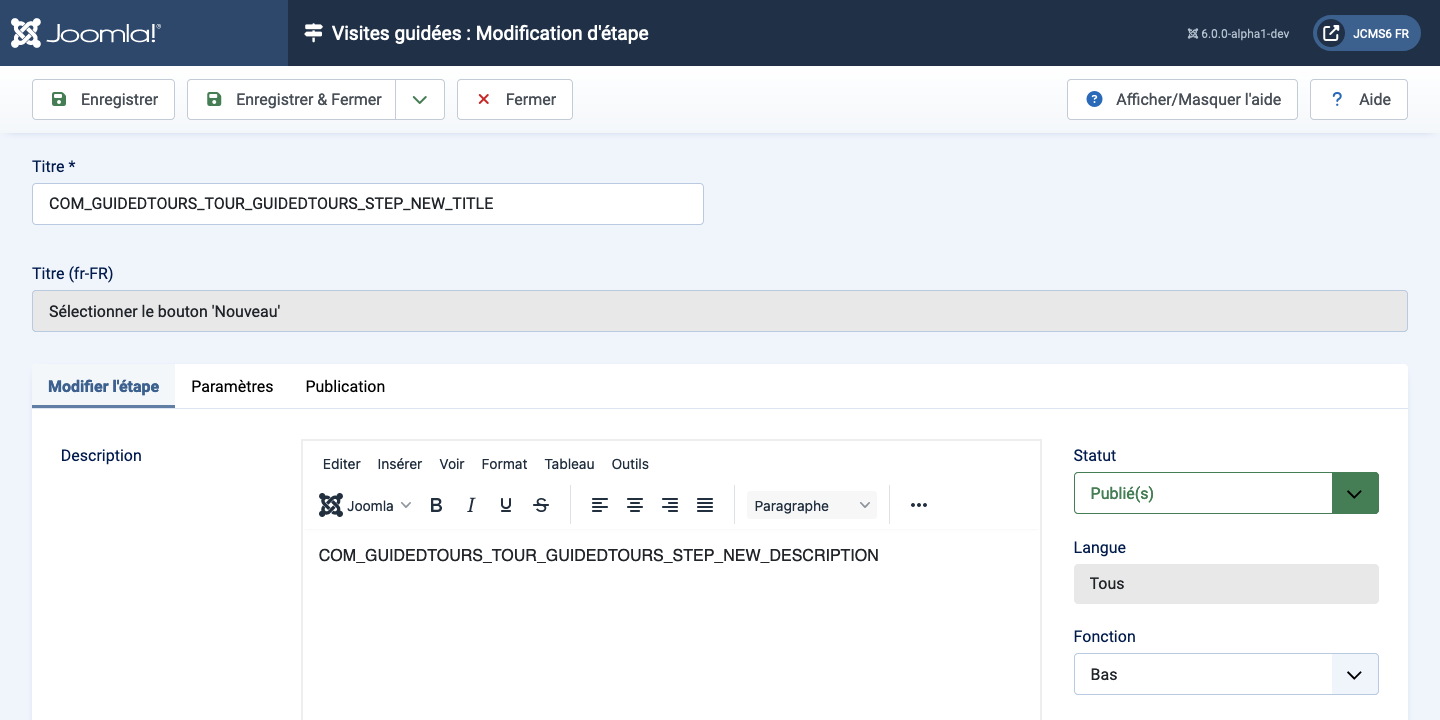 Joomla!®
Visites guidées : Modification d'étape
6.0.0-alpha1-dev
JCMS6 FR
Enregistrer
Enregistrer & Fermer
Fermer
Afficher/Masquer l'aide
? Aide
Titre *
COM_GUIDEDTOURS_TOUR_GUIDEDTOURS_STEP_NEW_TITLE
Titre (fr-FR)
Sélectionner le bouton 'Nouveau'
Modifier l'étape
Paramètres
Publication
Description
Editer Insérer Voir Format Tableau Outils
Joomla B I U S Paragraphe
COM_GUIDEDTOURS_TOUR_GUIDEDTOURS_STEP_NEW_DESCRIPTION
Statut
Publié(s)
Langue
Tous
Fonction
Bas